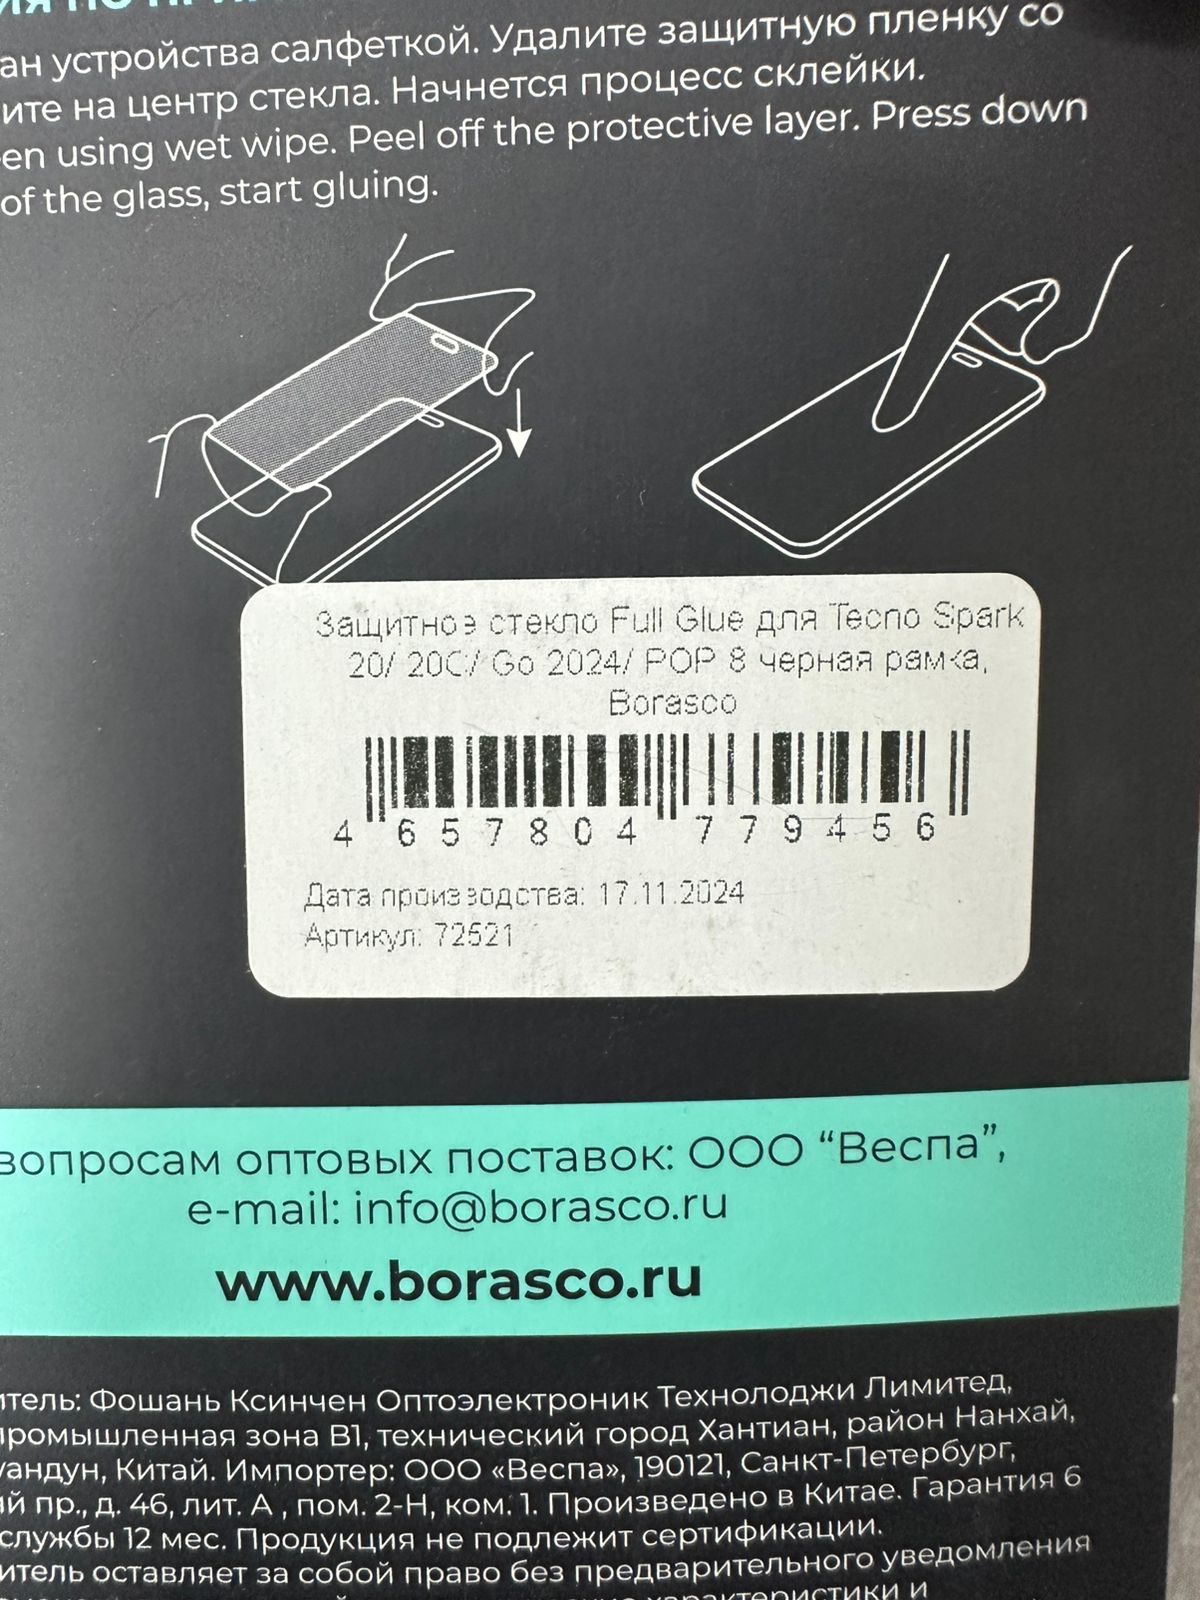 ан устройства салфеткой. Удалите защитную пленку со
ите на центр стекла. Начнется процесс склейки.
en using wet wipe. Peel off the protective layer. Press down
of the glass, start gluing.
Защитное стекло Full Glue для Tecno Spark
20/ 20C/ Go 2024/ POP 8 черная рамка,
Borasco
4 657804 779456
Дата производства: 17.11.2024
Артикул: 72521
вопросам оптовых поставок: ООО “Веспа”,
e-mail: info@borasco.ru
www.borasco.ru
итель: Фошань Ксинчен Оптоэлектроник Технолоджи Лимитед,
промышленная зона B1, технический город Хантиан, район Нанхай,
уандун, Китай. Импортер: ООО «Веспа», 190121, Санкт-Петербург,
ий пр., д. 46, лит. А , пом. 2-Н, ком. 1. Произведено в Китае. Гарантия 6
службы 12 мес. Продукция не подлежит сертификации.
итель оставляет за собой право без предварительного уведомления
характеристики и